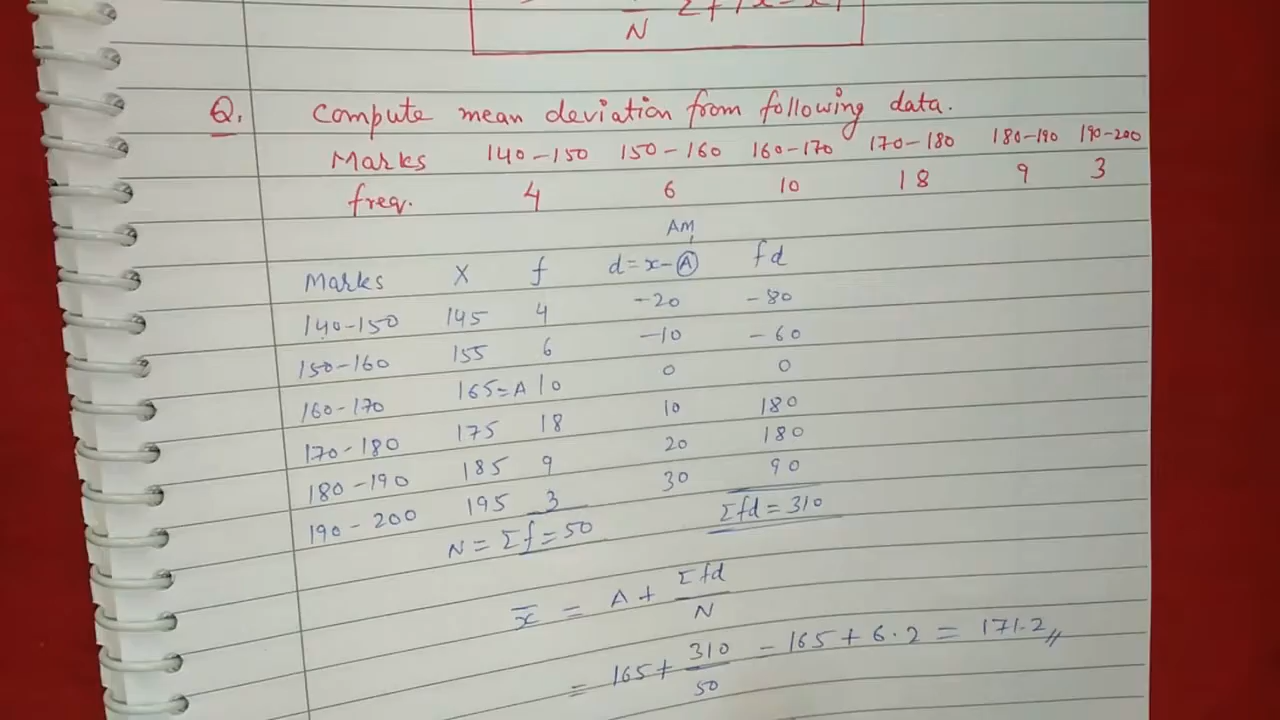 N
Q. Compute mean deviation from following data.
Marks 140-150 150-160 160-170 170-180 180-190 190-200
freq. 4 6 10 18 9 3
AM
Marks X f d=x-A fd
140-150 145 4 -20 -80
150-160 155 6 -10 -60
160-170 165=A 10 0 0
170-180 175 18 10 180
180-190 185 9 20 180
190-200 195 3 30 90
N = Σf = 50 Σfd = 310
x̄ = A + Σfd
N
= 165 + 310 - 165 + 6.2 = 171.2
50